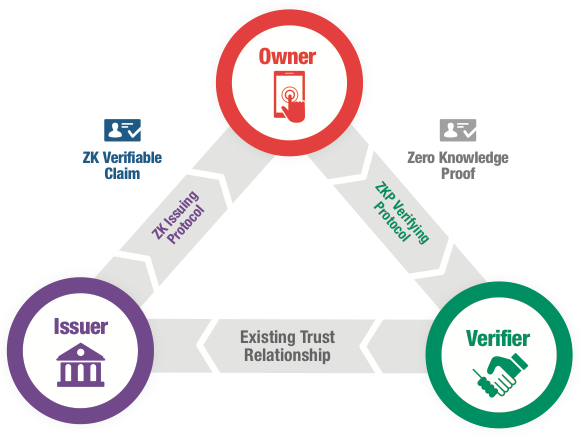 Owner
ZK Verifiable
Claim
Zero Knowledge
Proof
ZK Issuing
Protocol
ZKP Verifying
Protocol
Issuer
Existing Trust
Relationship
Verifier